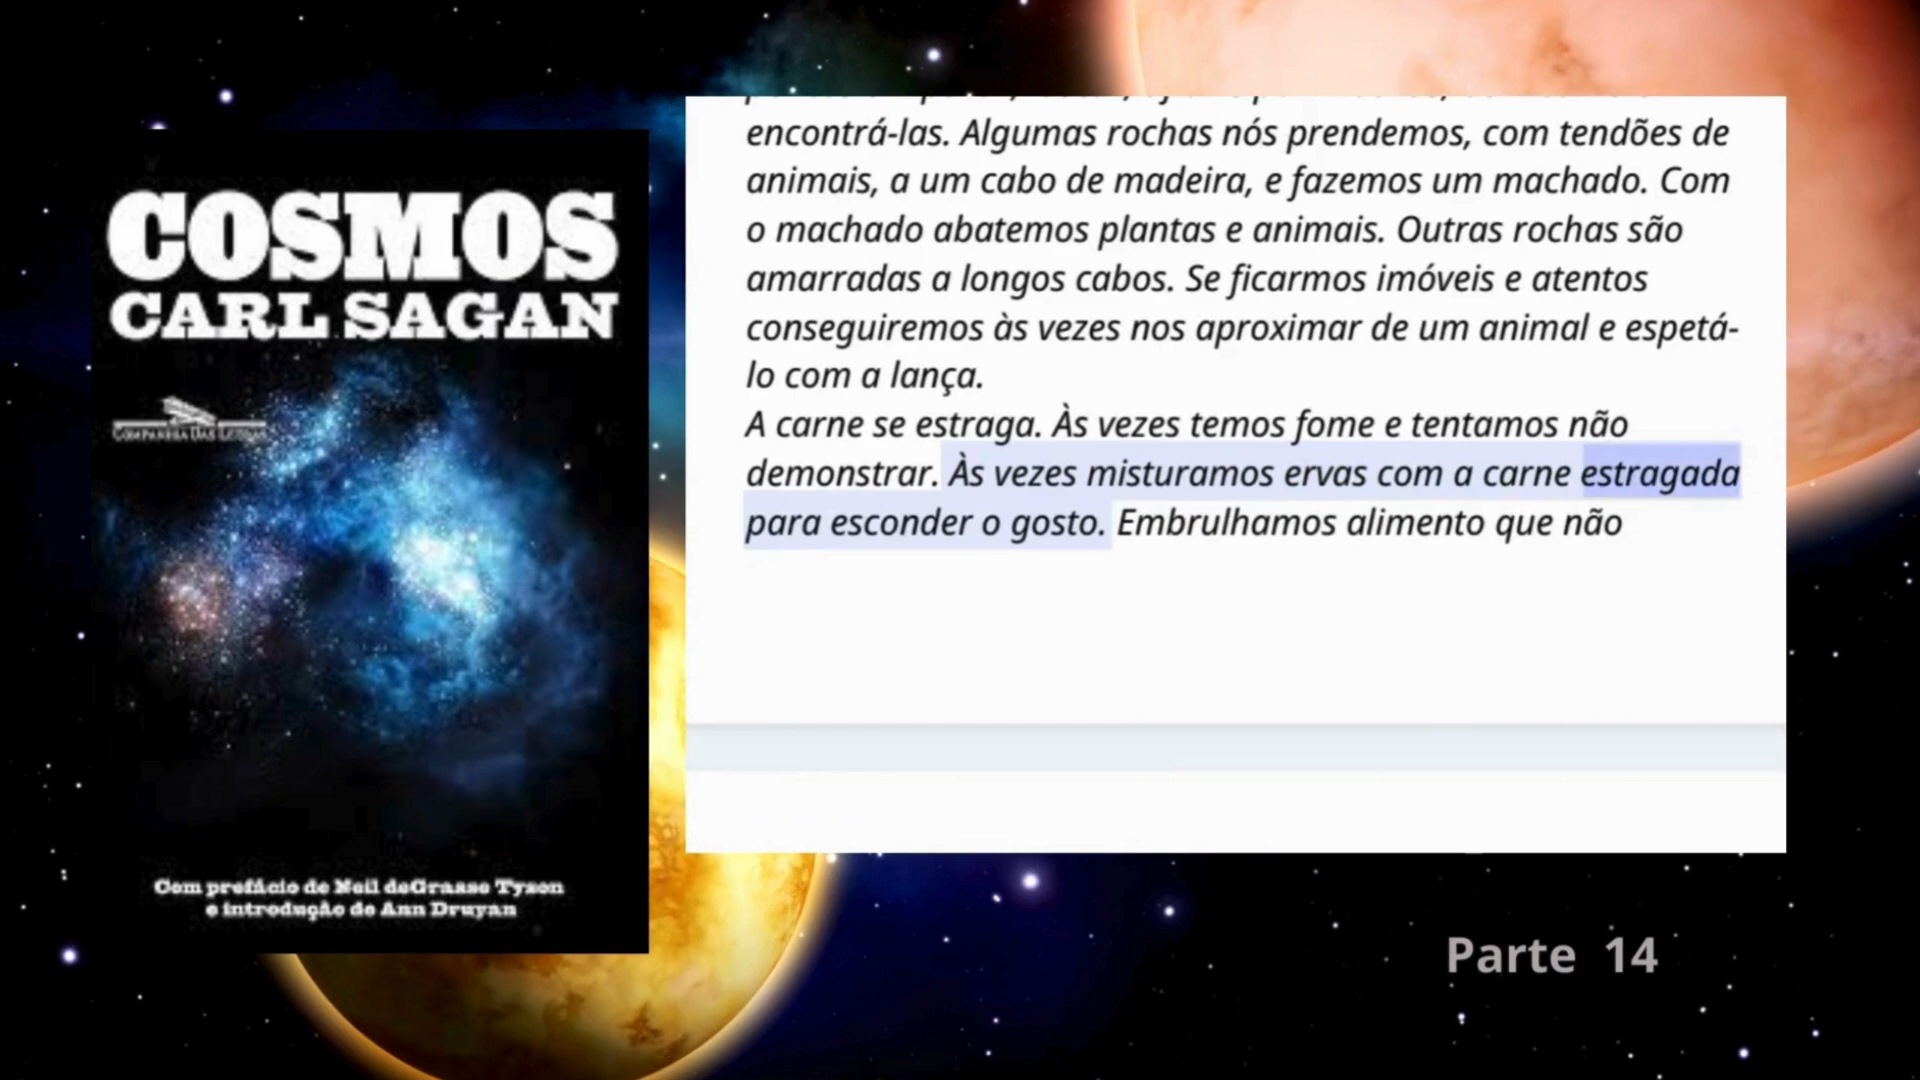 COSMOS
CARL SAGAN
COMPANHIA DAS LETRAS
Com prefácio de Neil deGrasse Tyson
e introdução de Ann Druyan
encontrá-las. Algumas rochas nós prendemos, com tendões de
animais, a um cabo de madeira, e fazemos um machado. Com
o machado abatemos plantas e animais. Outras rochas são
amarradas a longos cabos. Se ficarmos imóveis e atentos
conseguiremos às vezes nos aproximar de um animal e espetá-
lo com a lança.
A carne se estraga. Às vezes temos fome e tentamos não
demonstrar. Às vezes misturamos ervas com a carne estragada
para esconder o gosto. Embrulhamos alimento que não
Parte 14